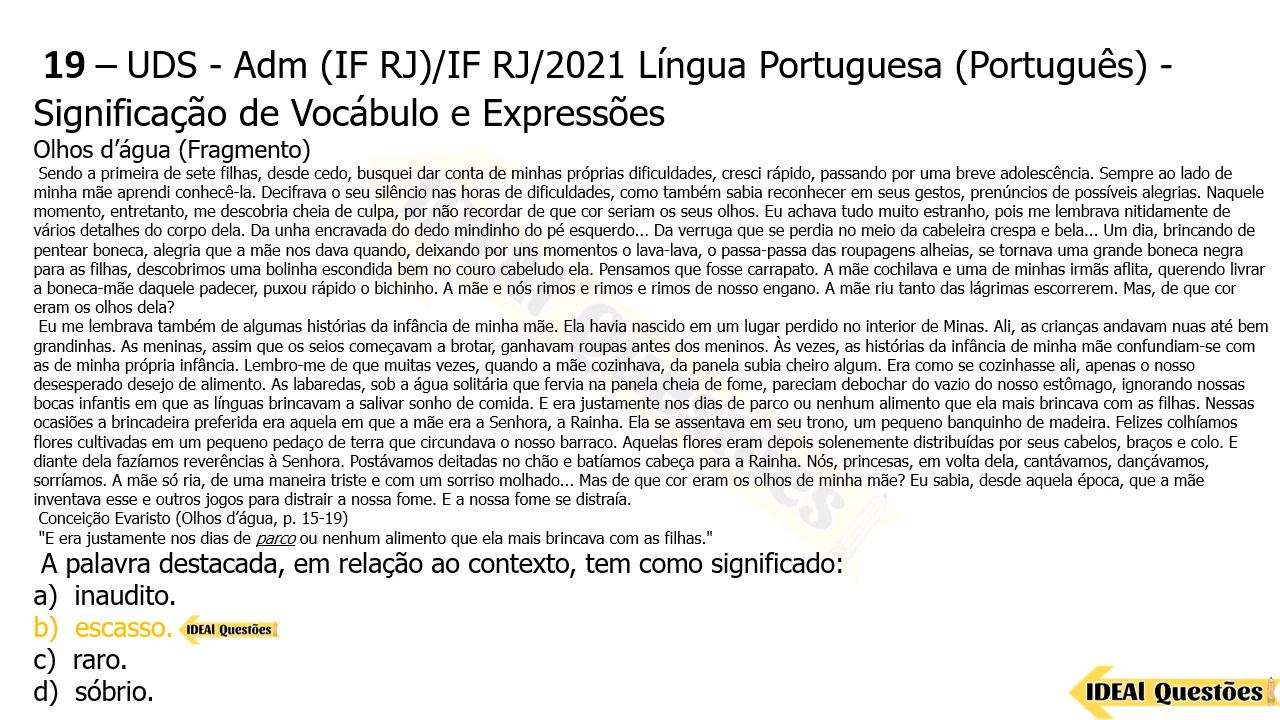 19 – UDS - Adm (IF RJ)/IF RJ/2021 Língua Portuguesa (Português) -
Significação de Vocábulo e Expressões
Olhos d’água (Fragmento)
Sendo a primeira de sete filhas, desde cedo, busquei dar conta de minhas próprias dificuldades, cresci rápido, passando por uma breve adolescência. Sempre ao lado de
minha mãe aprendi conhecê-la. Decifrava o seu silêncio nas horas de dificuldades, como também sabia reconhecer em seus gestos, prenúncios de possíveis alegrias. Naquele
momento, entretanto, me descobria cheia de culpa, por não recordar de que cor seriam os seus olhos. Eu achava tudo muito estranho, pois me lembrava nitidamente de
vários detalhes do corpo dela. Da unha encravada do dedo mindinho do pé esquerdo... Da verruga que se perdia no meio da cabeleira crespa e bela... Um dia, brincando de
pentear boneca, alegria que a mãe nos dava quando, deixando por uns momentos o lava-lava, o passa-passa das roupagens alheias, se tornava uma grande boneca negra
para as filhas, descobrimos uma bolinha escondida bem no couro cabeludo ela. Pensamos que fosse carrapato. A mãe cochilava e uma de minhas irmãs aflita, querendo livrar
a boneca-mãe daquele padecer, puxou rápido o bichinho. A mãe e nós rimos e rimos e rimos de nosso engano. A mãe riu tanto das lágrimas escorrerem. Mas, de que cor
eram os olhos dela?
Eu me lembrava também de algumas histórias da infância de minha mãe. Ela havia nascido em um lugar perdido no interior de Minas. Ali, as crianças andavam nuas até bem
grandinhas. As meninas, assim que os seios começavam a brotar, ganhavam roupas antes dos meninos. Às vezes, as histórias da infância de minha mãe confundiam-se com
as de minha própria infância. Lembro-me de que muitas vezes, quando a mãe cozinhava, da panela subia cheiro algum. Era como se cozinhasse ali, apenas o nosso
desesperado desejo de alimento. As labaredas, sob a água solitária que fervia na panela cheia de fome, pareciam debochar do vazio do nosso estômago, ignorando nossas
bocas infantis em que as línguas brincavam a salivar sonho de comida. E era justamente nos dias de parco ou nenhum alimento que ela mais brincava com as filhas. Nessas
ocasiões a brincadeira preferida era aquela em que a mãe era a Senhora, a Rainha. Ela se assentava em seu trono, um pequeno banquinho de madeira. Felizes colhíamos
flores cultivadas em um pequeno pedaço de terra que circundava o nosso barraco. Aquelas flores eram depois solenemente distribuídas por seus cabelos, braços e colo. E
diante dela fazíamos reverências à Senhora. Postávamos deitadas no chão e batíamos cabeça para a Rainha. Nós, princesas, em volta dela, cantávamos, dançávamos,
sorríamos. A mãe só ria, de uma maneira triste e com um sorriso molhado... Mas de que cor eram os olhos de minha mãe? Eu sabia, desde aquela época, que a mãe
inventava esse e outros jogos para distrair a nossa fome. E a nossa fome se distraía.
Conceição Evaristo (Olhos d’água, p. 15-19)
"E era justamente nos dias de parco ou nenhum alimento que ela mais brincava com as filhas."
A palavra destacada, em relação ao contexto, tem como significado:
a) inaudito.
b) escasso. IDEAl Questões
c) raro.
d) sóbrio.
IDEAl Questões